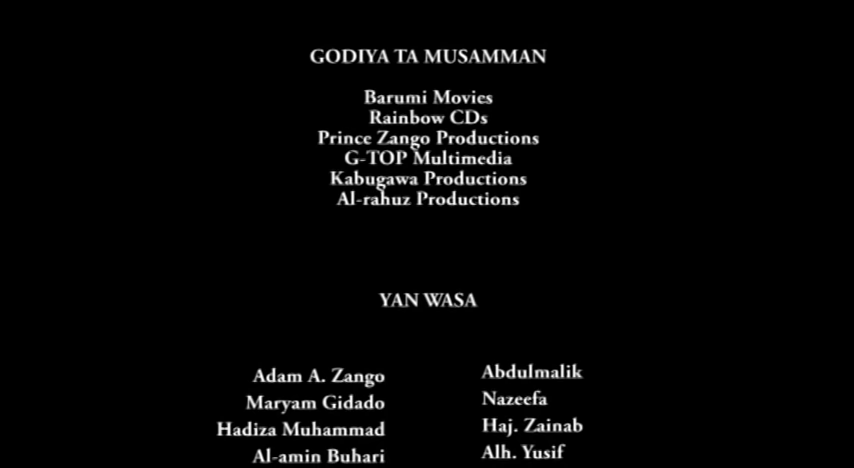 GODIYA TA MUSAMMAN
Barumi Movies
Rainbow CDs
Prince Zango Productions
G-TOP Multimedia
Kabugawa Productions
Al-rahuz Productions
YAN WASA
Adam A. Zango Abdulmalik
Maryam Gidado Nazeefa
Hadiza Muhammad Haj. Zainab
Al-amin Buhari Alh. Yusif